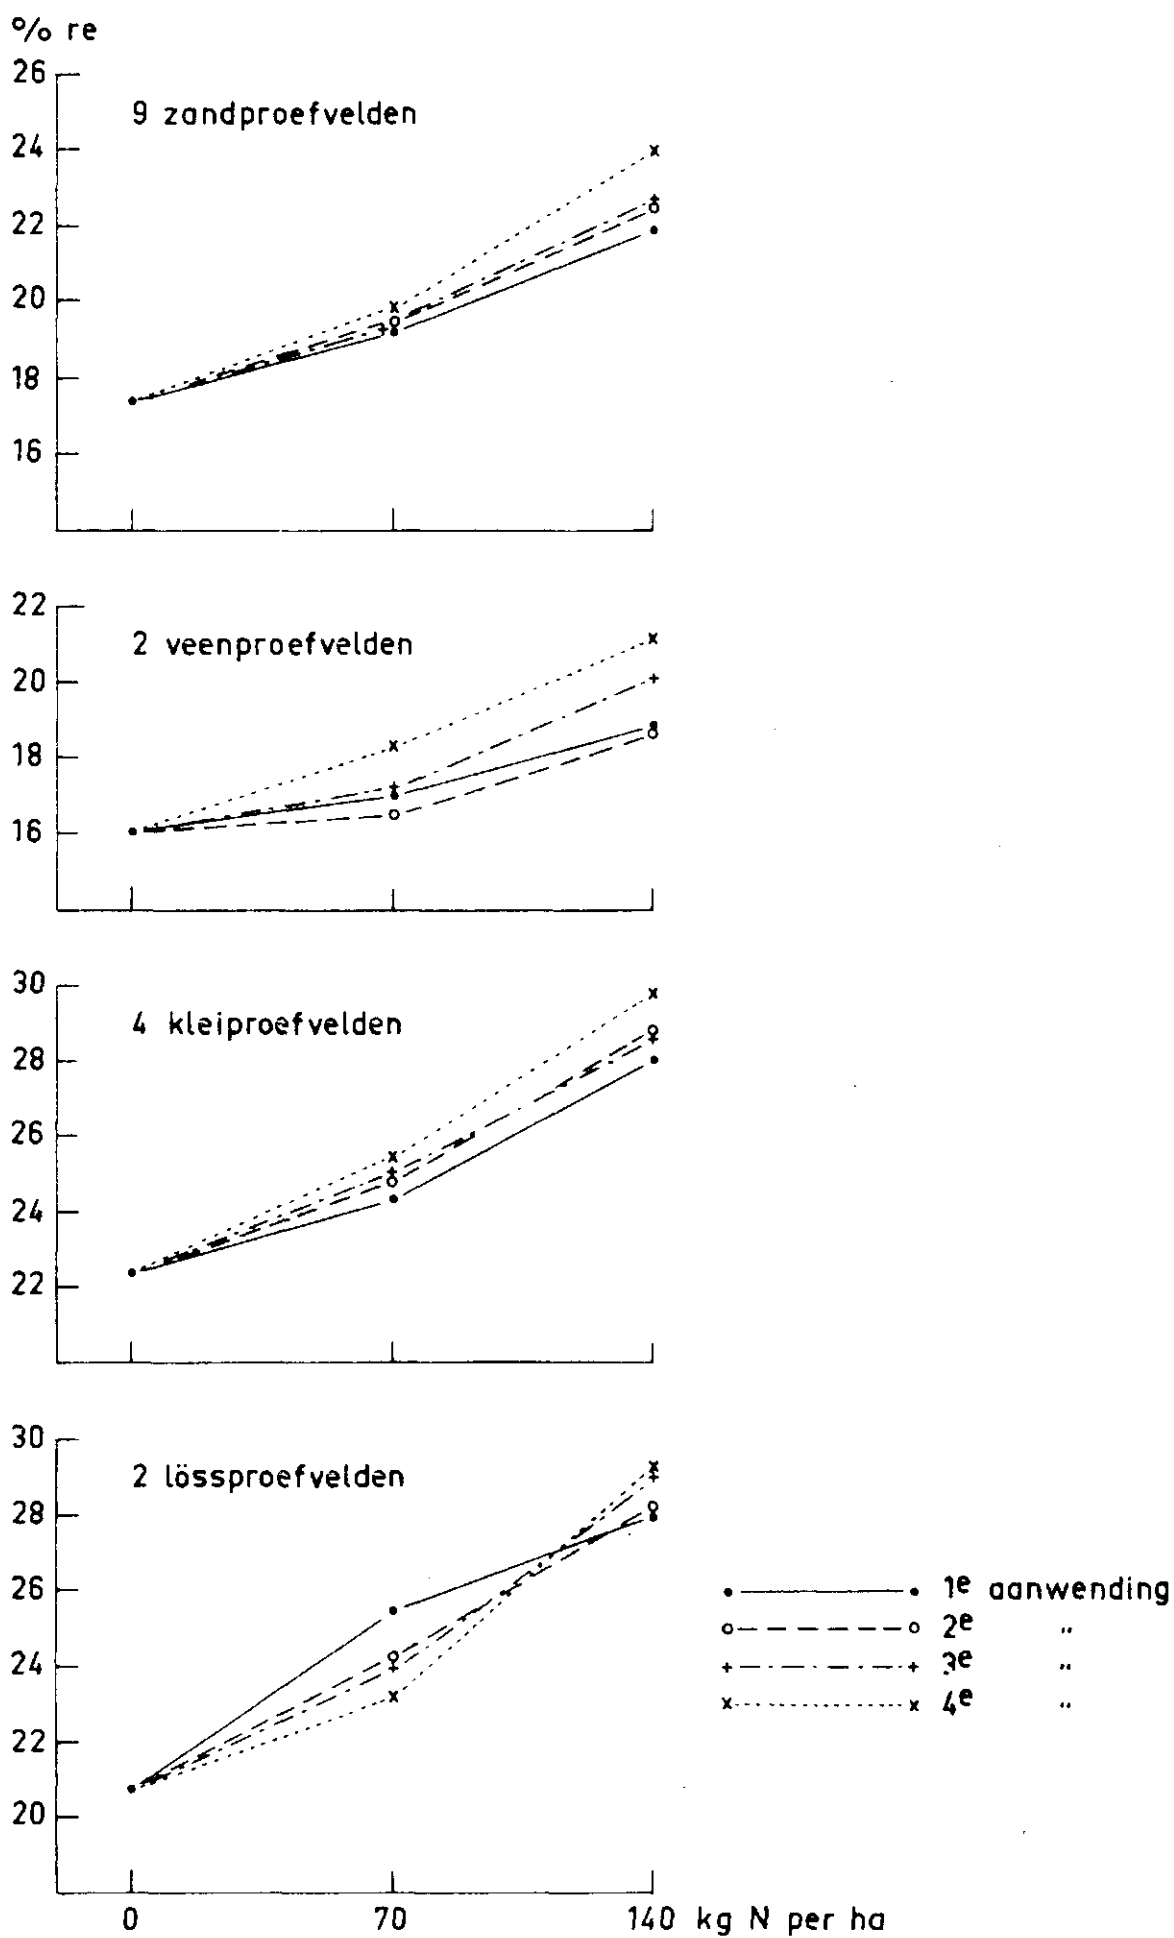 % re
26
9 zandproefvelden
24
22
20
18
16
22
2 veenproefvelden
20
18
16
30
4 kleiproefvelden
28
26
24
22
30
2 lössproefvelden
28
26
24
22
20
0 70 140 kg N per ha
1e aanwending
2e "
3e "
4e "